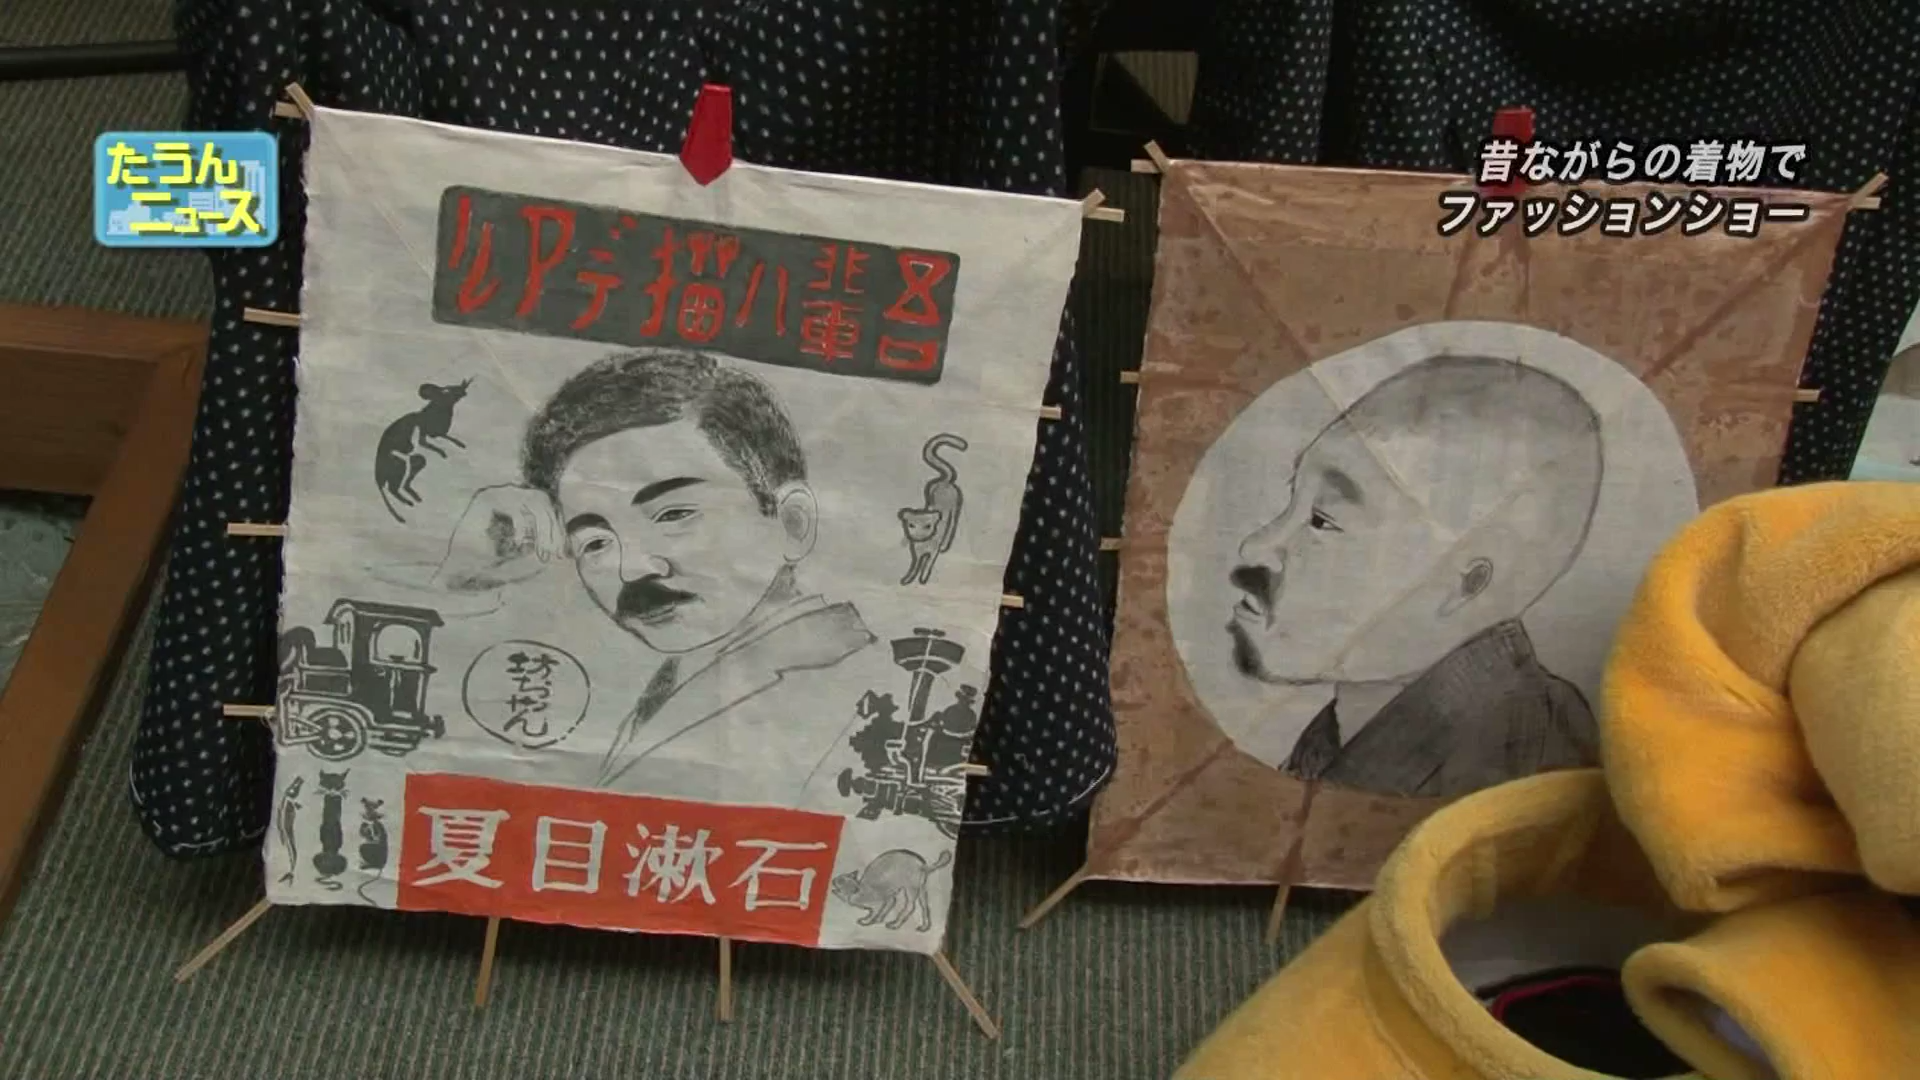 たうん
ニュース
昔ながらの着物で
ファッションショー
ルアデ猫ハ輩吾
坊ちゃん
夏目漱石